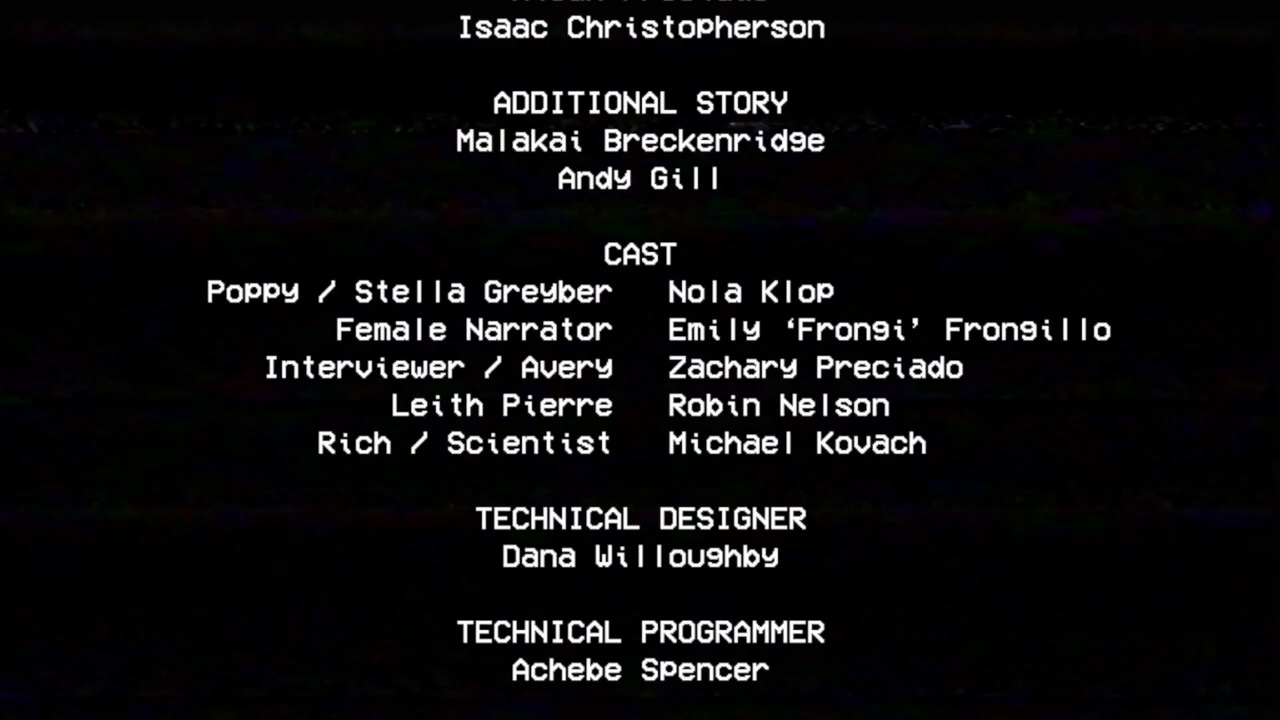 Isaac Christopherson
ADDITIONAL STORY
Malakai Breckenridge
Andy Gill
CAST
Poppy / Stella Greyber Nola Klop
Female Narrator Emily ‘Frongi’ Frongillo
Interviewer / Avery Zachary Preciado
Leith Pierre Robin Nelson
Rich / Scientist Michael Kovach
TECHNICAL DESIGNER
Dana Willoughby
TECHNICAL PROGRAMMER
Achebe Spencer